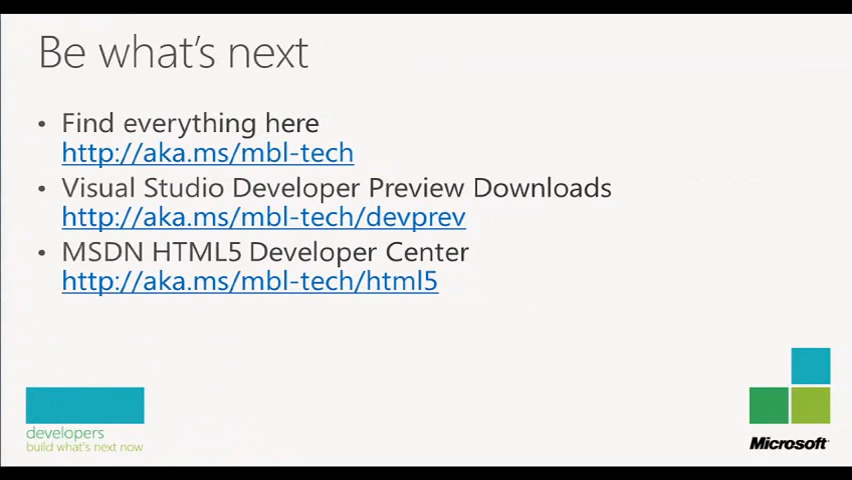 Be what's next
• Find everything here
http://aka.ms/mbl-tech
• Visual Studio Developer Preview Downloads
http://aka.ms/mbl-tech/devprev
• MSDN HTML5 Developer Center
http://aka.ms/mbl-tech/html5
developers
build what's next now
Microsoft